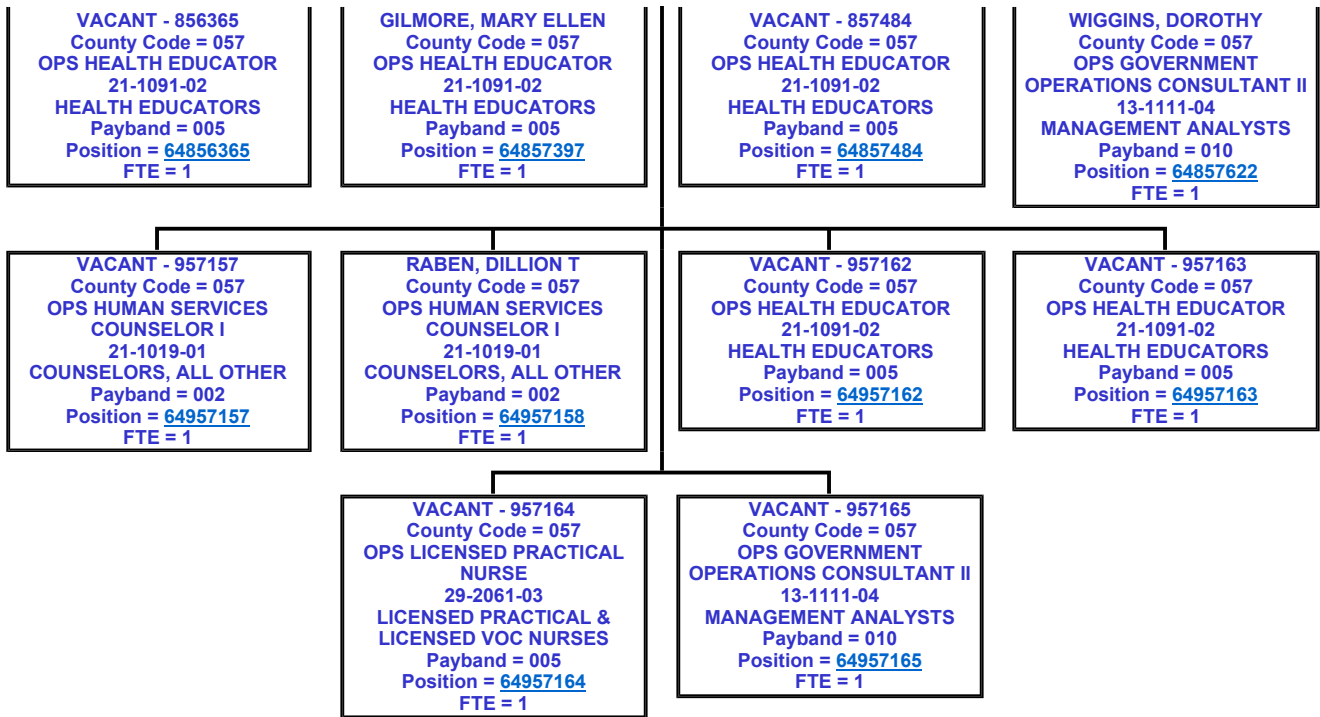 VACANT - 856365
County Code = 057
OPS HEALTH EDUCATOR
21-1091-02
HEALTH EDUCATORS
Payband = 005
Position = 64856365
FTE = 1
GILMORE, MARY ELLEN
County Code = 057
OPS HEALTH EDUCATOR
21-1091-02
HEALTH EDUCATORS
Payband = 005
Position = 64857397
FTE = 1
VACANT - 857484
County Code = 057
OPS HEALTH EDUCATOR
21-1091-02
HEALTH EDUCATORS
Payband = 005
Position = 64857484
FTE = 1
WIGGINS, DOROTHY
County Code = 057
OPS GOVERNMENT
OPERATIONS CONSULTANT II
13-1111-04
MANAGEMENT ANALYSTS
Payband = 010
Position = 64857622
FTE = 1
VACANT - 957157
County Code = 057
OPS HUMAN SERVICES
COUNSELOR I
21-1019-01
COUNSELORS, ALL OTHER
Payband = 002
Position = 64957157
FTE = 1
RABEN, DILLION T
County Code = 057
OPS HUMAN SERVICES
COUNSELOR I
21-1019-01
COUNSELORS, ALL OTHER
Payband = 002
Position = 64957158
FTE = 1
VACANT - 957162
County Code = 057
OPS HEALTH EDUCATOR
21-1091-02
HEALTH EDUCATORS
Payband = 005
Position = 64957162
FTE = 1
VACANT - 957163
County Code = 057
OPS HEALTH EDUCATOR
21-1091-02
HEALTH EDUCATORS
Payband = 005
Position = 64957163
FTE = 1
VACANT - 957164
County Code = 057
OPS LICENSED PRACTICAL
NURSE
29-2061-03
LICENSED PRACTICAL &
LICENSED VOC NURSES
Payband = 005
Position = 64957164
FTE = 1
VACANT - 957165
County Code = 057
OPS GOVERNMENT
OPERATIONS CONSULTANT II
13-1111-04
MANAGEMENT ANALYSTS
Payband = 010
Position = 64957165
FTE = 1